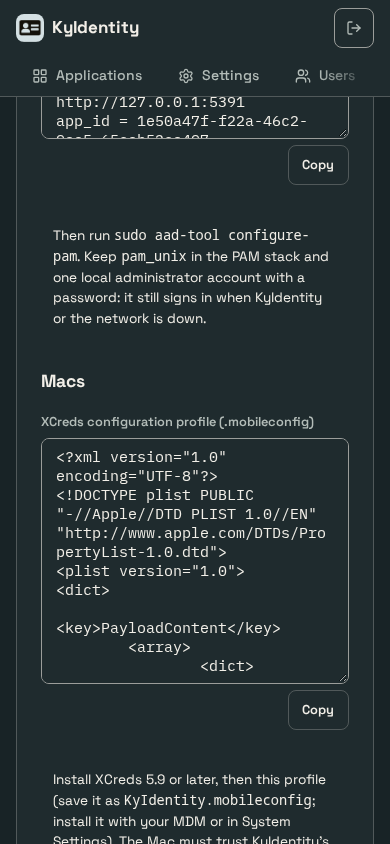 KyIdentity
Applications Settings Users
http://127.0.0.1:5391
app_id = 1e50a47f-f22a-46c2-
Copy
Then run sudo aad-tool configure-
pam. Keep pam_unix in the PAM stack and
one local administrator account with a
password: it still signs in when KyIdentity
or the network is down.
Macs
XCreds configuration profile (.mobileconfig)
<?xml version="1.0"
encoding="UTF-8"?>
<!DOCTYPE plist PUBLIC
"-//Apple//DTD PLIST 1.0//EN"
"http://www.apple.com/DTDs/Pro
pertyList-1.0.dtd">
<plist version="1.0">
<dict>
<key>PayloadContent</key>
<array>
<dict>
Copy
Install XCreds 5.9 or later, then this profile
(save it as KyIdentity.mobileconfig;
install it with your MDM or in System
Settings). The Mac must trust KyIdentity's